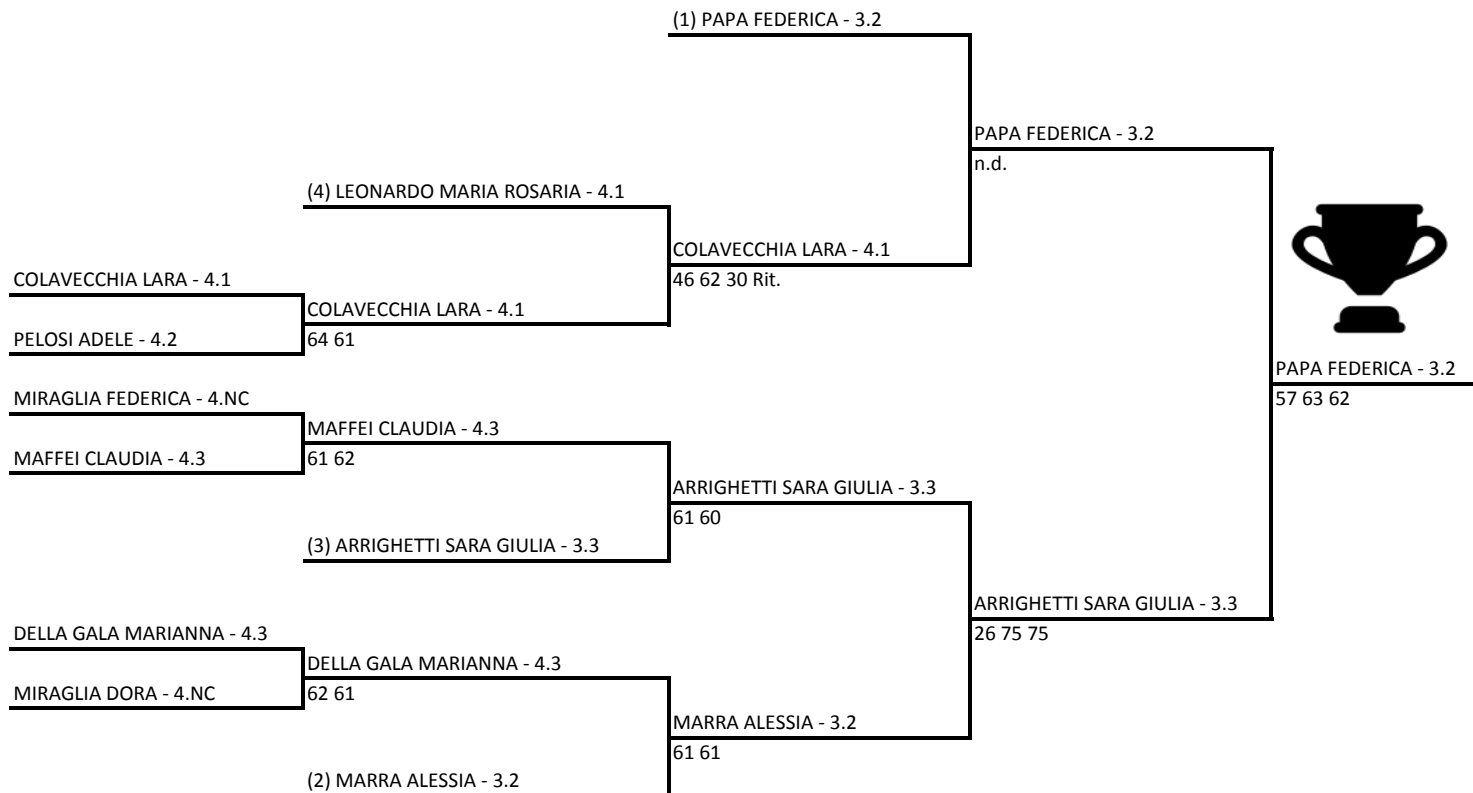 (1) PAPA FEDERICA - 3.2
PAPA FEDERICA - 3.2
n.d.
(4) LEONARDO MARIA ROSARIA - 4.1
COLAVECCHIA LARA - 4.1
46 62 30 Rit.
COLAVECCHIA LARA - 4.1
COLAVECCHIA LARA - 4.1
64 61
PELOSI ADELE - 4.2
PAPA FEDERICA - 3.2
57 63 62
MIRAGLIA FEDERICA - 4.NC
MAFFEI CLAUDIA - 4.3
61 62
MAFFEI CLAUDIA - 4.3
ARRIGHETTI SARA GIULIA - 3.3
61 60
(3) ARRIGHETTI SARA GIULIA - 3.3
ARRIGHETTI SARA GIULIA - 3.3
26 75 75
DELLA GALA MARIANNA - 4.3
DELLA GALA MARIANNA - 4.3
62 61
MIRAGLIA DORA - 4.NC
MARRA ALESSIA - 3.2
61 61
(2) MARRA ALESSIA - 3.2